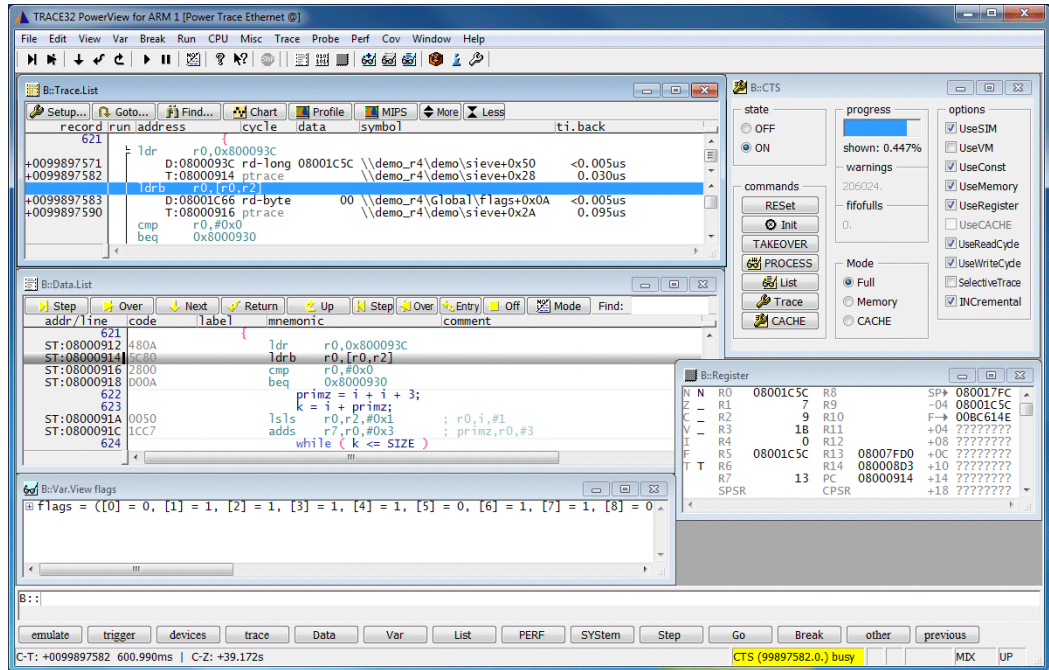 TRACE32 PowerView for ARM 1 [Power Trace Ethernet @]
File Edit View Var Break Run CPU Misc Trace Probe Perf Cov Window Help
B::Trace.List
Setup... Goto... Find... Chart Profile MIPS More Less
record run address cycle data symbol ti.back
621 {
ldr r0,0x800093C
+0099897571 D:0800093C rd-long 08001C5C \\demo_r4\demo\sieve+0x50 <0.005us
+0099897582 T:08000914 ptrace \\demo_r4\demo\sieve+0x28 0.030us
ldrb r0,[r0,r2]
+0099897583 D:08001C66 rd-byte 00 \\demo_r4\Global\flags+0x0A <0.005us
+0099897590 T:08000916 ptrace \\demo_r4\demo\sieve+0x2A 0.095us
cmp r0,#0x0
beq 0x8000930
B::CTS
state
OFF
ON
progress
shown: 0.447%
warnings
206024.
fifofulls
0.
options
UseSIM
UseVM
UseConst
UseMemory
UseRegister
UseCACHE
UseReadCycle
UseWriteCycle
SelectiveTrace
INCremental
commands
RESet
Init
TAKEOVER
PROCESS
List
Trace
CACHE
Mode
Full
Memory
CACHE
B::Data.List
Step Over Next Return Up Step Over Entry Off Mode Find:
addr/line code label mnemonic comment
621 {
ST:08000912 480A ldr r0,0x800093C
ST:08000914 5C80 ldrb r0,[r0,r2]
ST:08000916 2800 cmp r0,#0x0
ST:08000918 D00A beq 0x8000930
622 primz = i + i + 3;
623 k = i + primz;
ST:0800091A 0050 lsls r0,r2,#0x1 ; r0,i,#1
ST:0800091C 1CC7 adds r7,r0,#0x3 ; primz,r0,#3
624 while ( k <= SIZE )
B::Register
N N R0 08001C5C R8 SP> 080017FC
Z _ R1 7 R9 -04 08001C5C
C _ R2 9 R10 F-> 00BC614E
V _ R3 1B R11 +04 ????????
I R4 0 R12 +08 ????????
F R5 08001C5C R13 08007FD0 +0C ????????
T T R6 R14 080008D3 +10 ????????
R7 13 PC 08000914 +14 ????????
SPSR CPSR +18 ????????
B::Var.View flags
flags = ([0] = 0, [1] = 1, [2] = 1, [3] = 1, [4] = 1, [5] = 0, [6] = 1, [7] = 1, [8] = 0
B::
emulate trigger devices trace Data Var List PERF SYStem Step Go Break other previous
C-T: +0099897582 600.990ms | C-Z: +39.172s CTS (99897582.0.) busy MIX UP